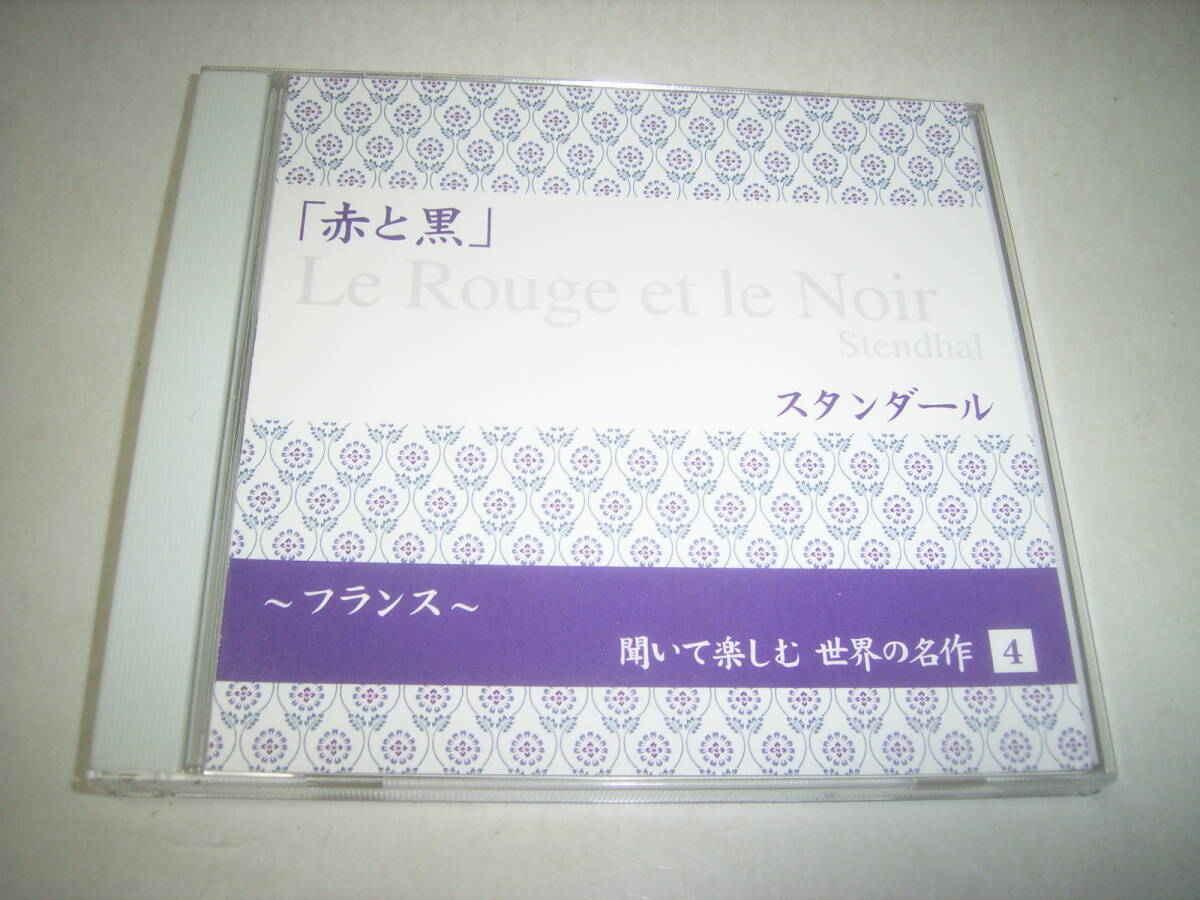 「赤と黒」
Le Rouge et le Noir
Stendhal
スタンダール
～フランス～
聞いて楽しむ 世界の名作 4